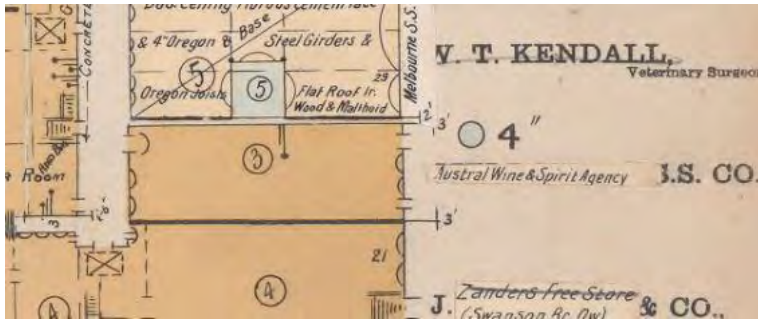 & 4" Oregon & Base Steel Girders &
CONCRETE
5
Oregon Joists
5
Flat Roof Ir.
Wood & Malthoid
29
Melbourne S.S.
W. T. KENDALL,
Veterinary Surgeon
2'
3'
4"
3
Austral Wine & Spirit Agency
S.S. CO.
Room
3
3'
21
4
4
J. Zanders Free Store & CO.,
(Swanson Bc Ow)